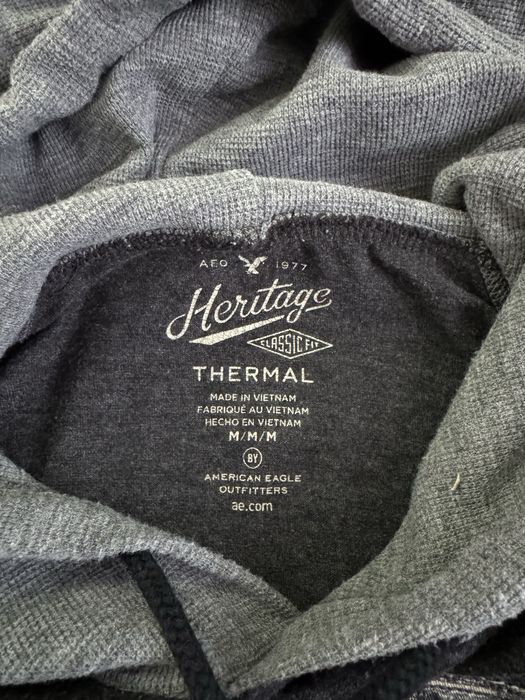 AEO 1977
Heritage
CLASSIC FIT
THERMAL
MADE IN VIETNAM
FABRIQUÉ AU VIETNAM
HECHO EN VIETNAM
M/M/M
BY
AMERICAN EAGLE
OUTFITTERS
ae.com